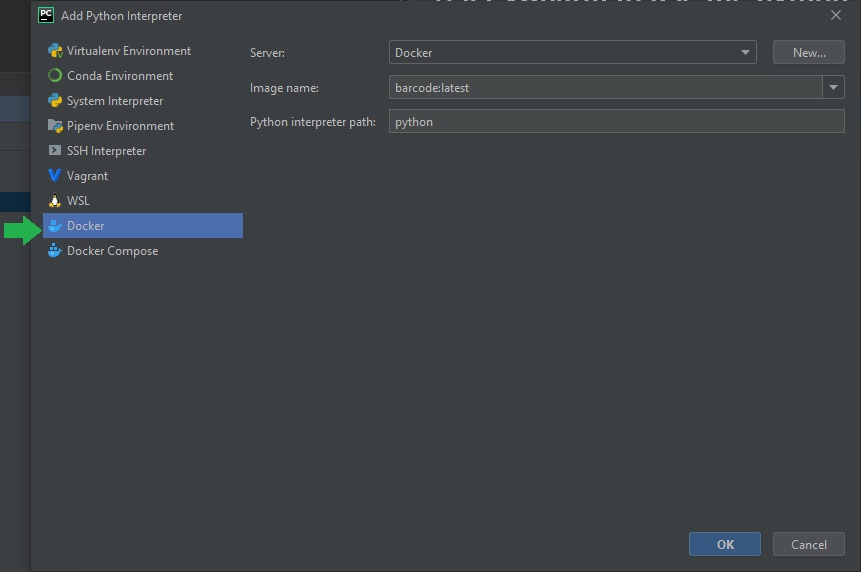 PC Add Python Interpreter
Virtualenv Environment
Conda Environment
System Interpreter
Pipenv Environment
SSH Interpreter
Vagrant
WSL
Docker
Docker Compose
Server: Docker New...
Image name: barcode:latest
Python interpreter path: python
OK Cancel